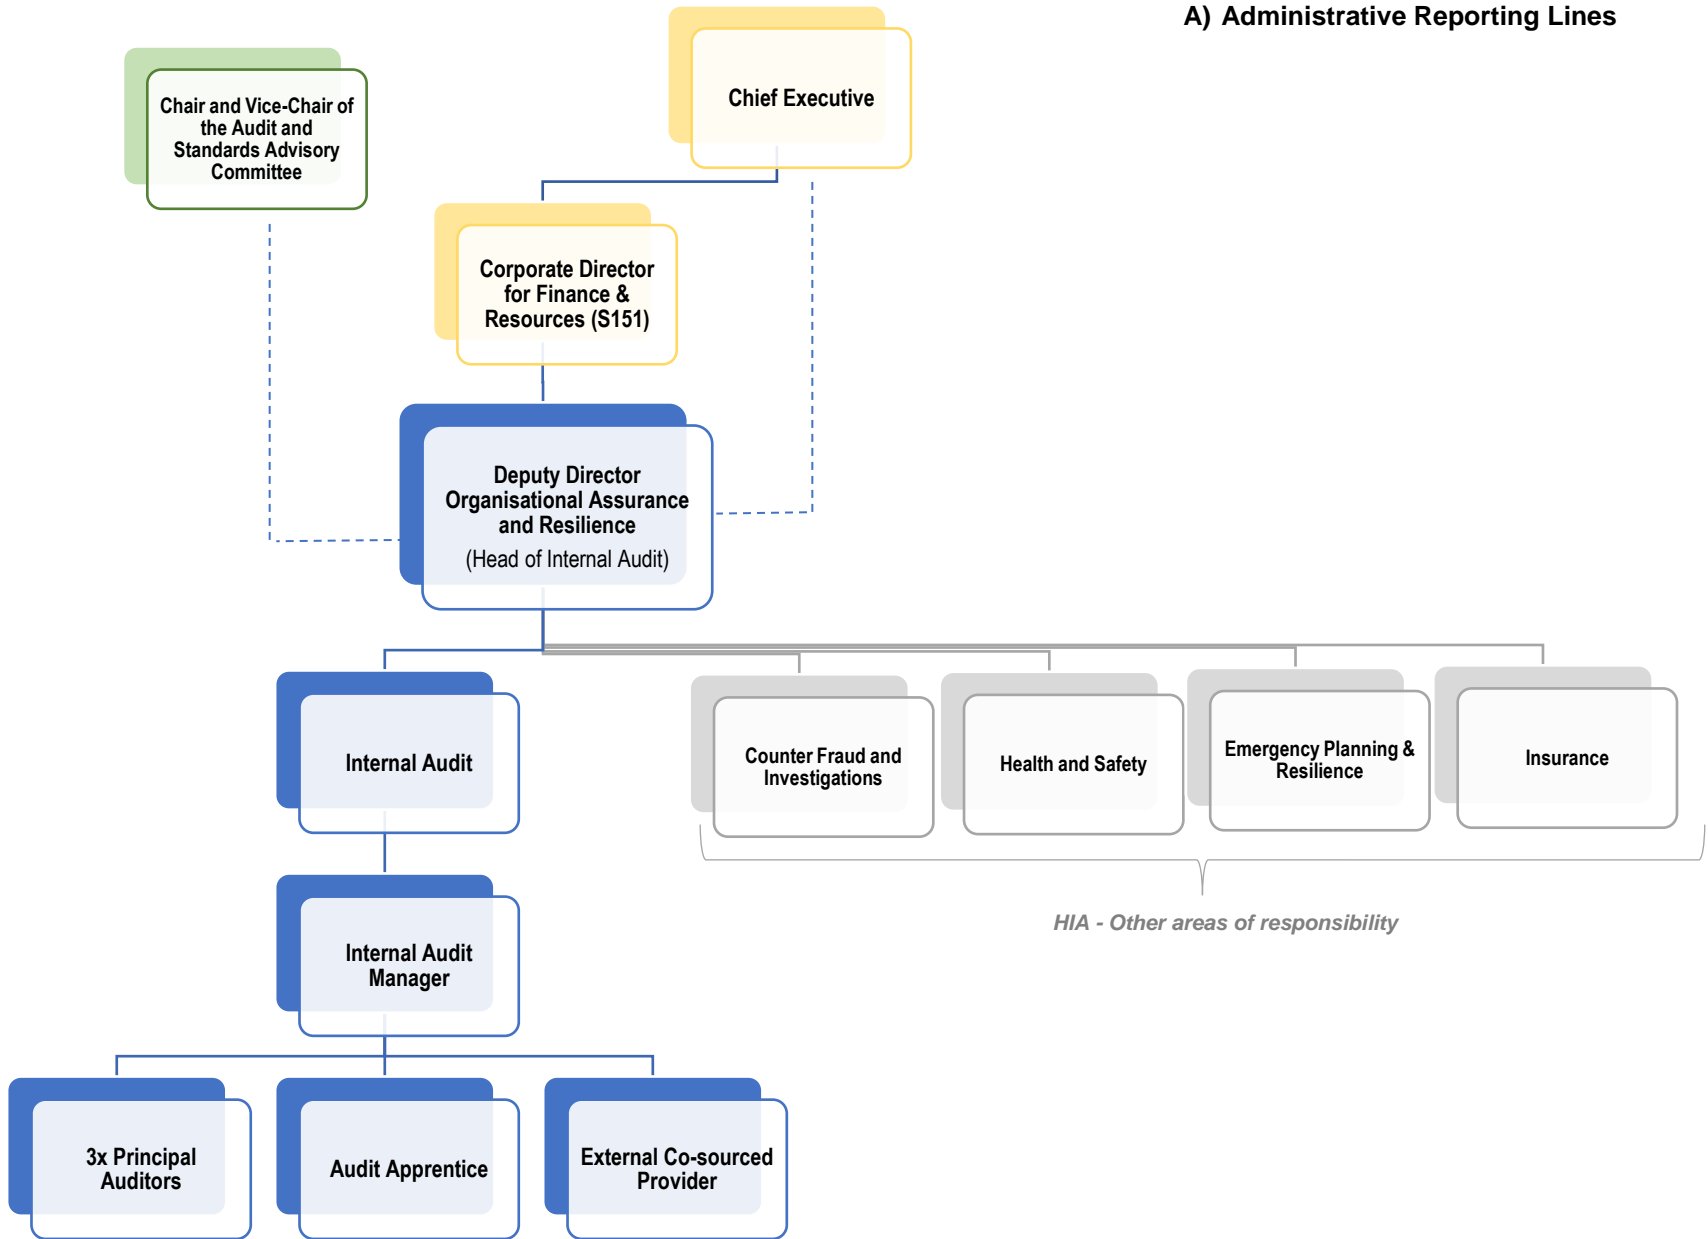 A) Administrative Reporting Lines
Chair and Vice-Chair of
the Audit and
Standards Advisory
Committee
Chief Executive
Corporate Director
for Finance &
Resources (S151)
Deputy Director
Organisational Assurance
and Resilience
(Head of Internal Audit)
Internal Audit
Counter Fraud and
Investigations
Health and Safety
Emergency Planning &
Resilience
Insurance
HIA - Other areas of responsibility
Internal Audit
Manager
3x Principal
Auditors
Audit Apprentice
External Co-sourced
Provider